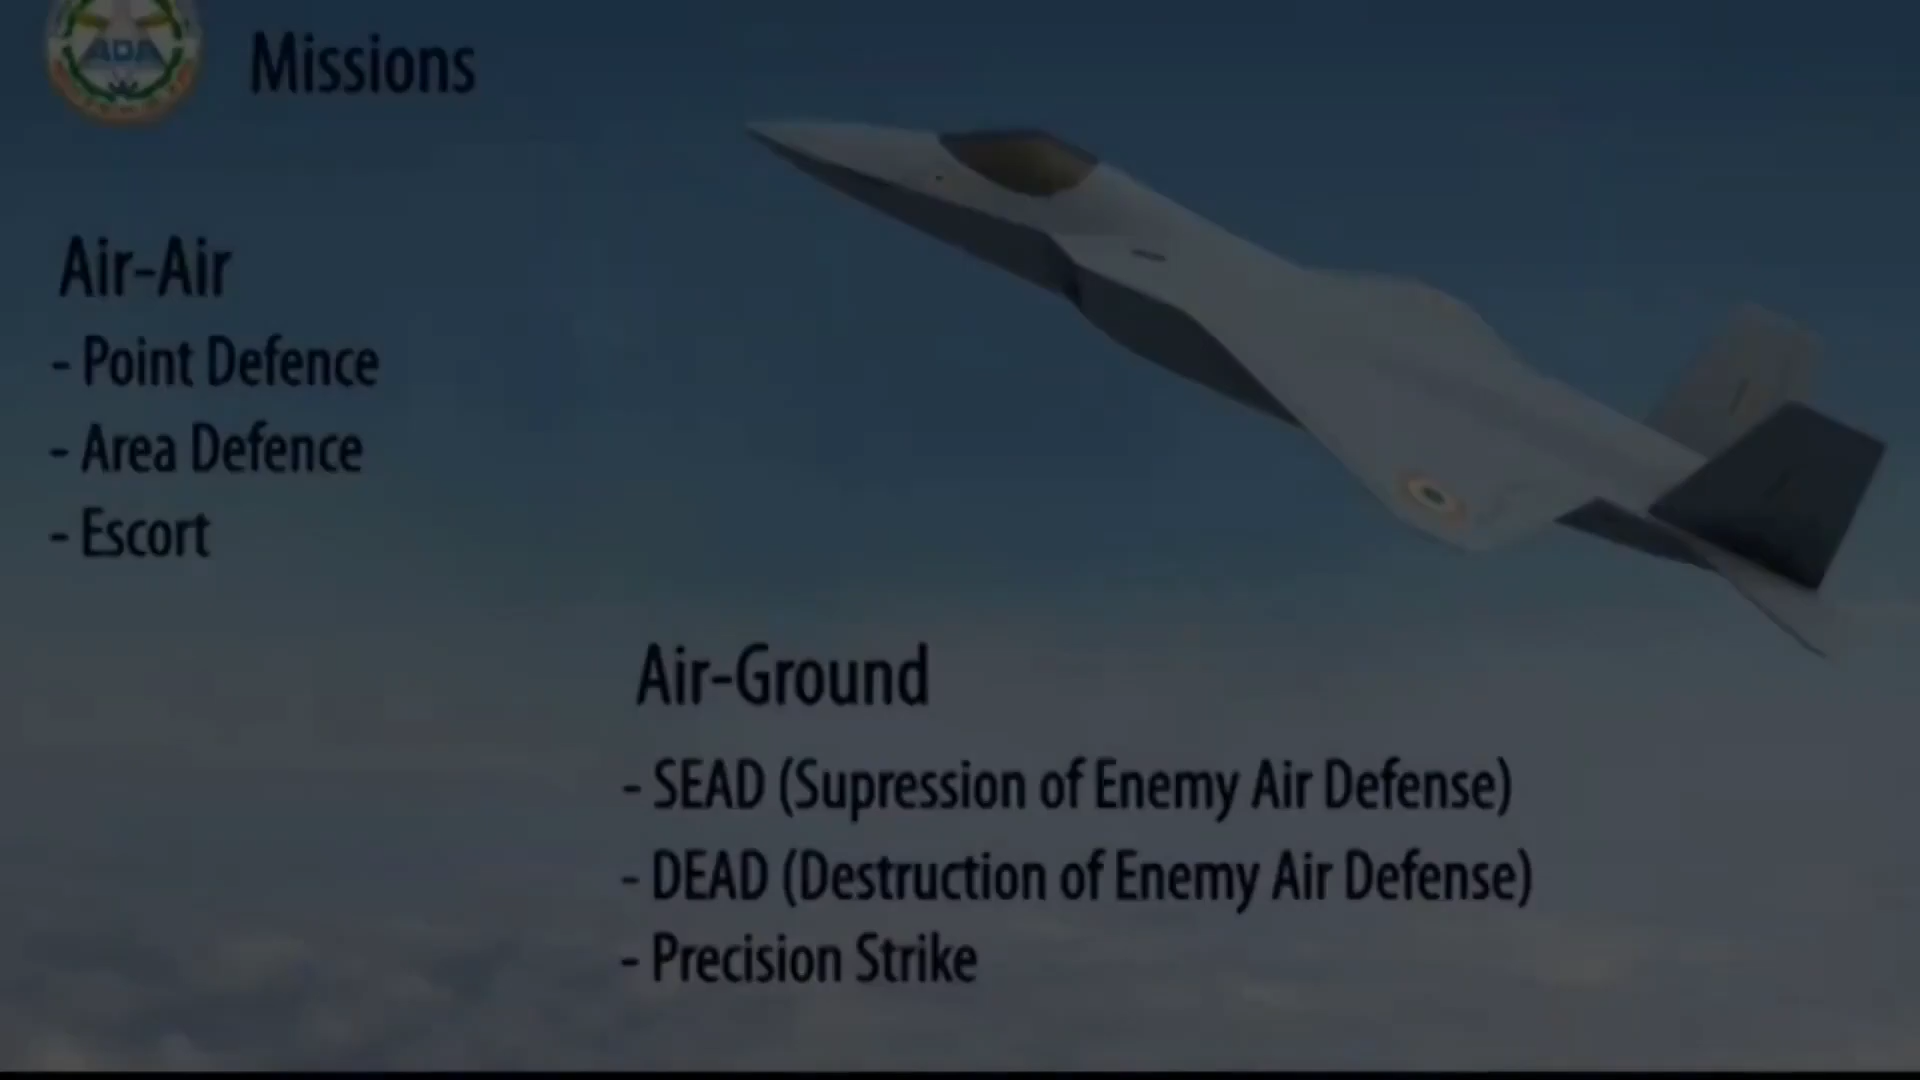 ADA
Missions
Air-Air
- Point Defence
- Area Defence
- Escort
Air-Ground
- SEAD (Supression of Enemy Air Defense)
- DEAD (Destruction of Enemy Air Defense)
- Precision Strike